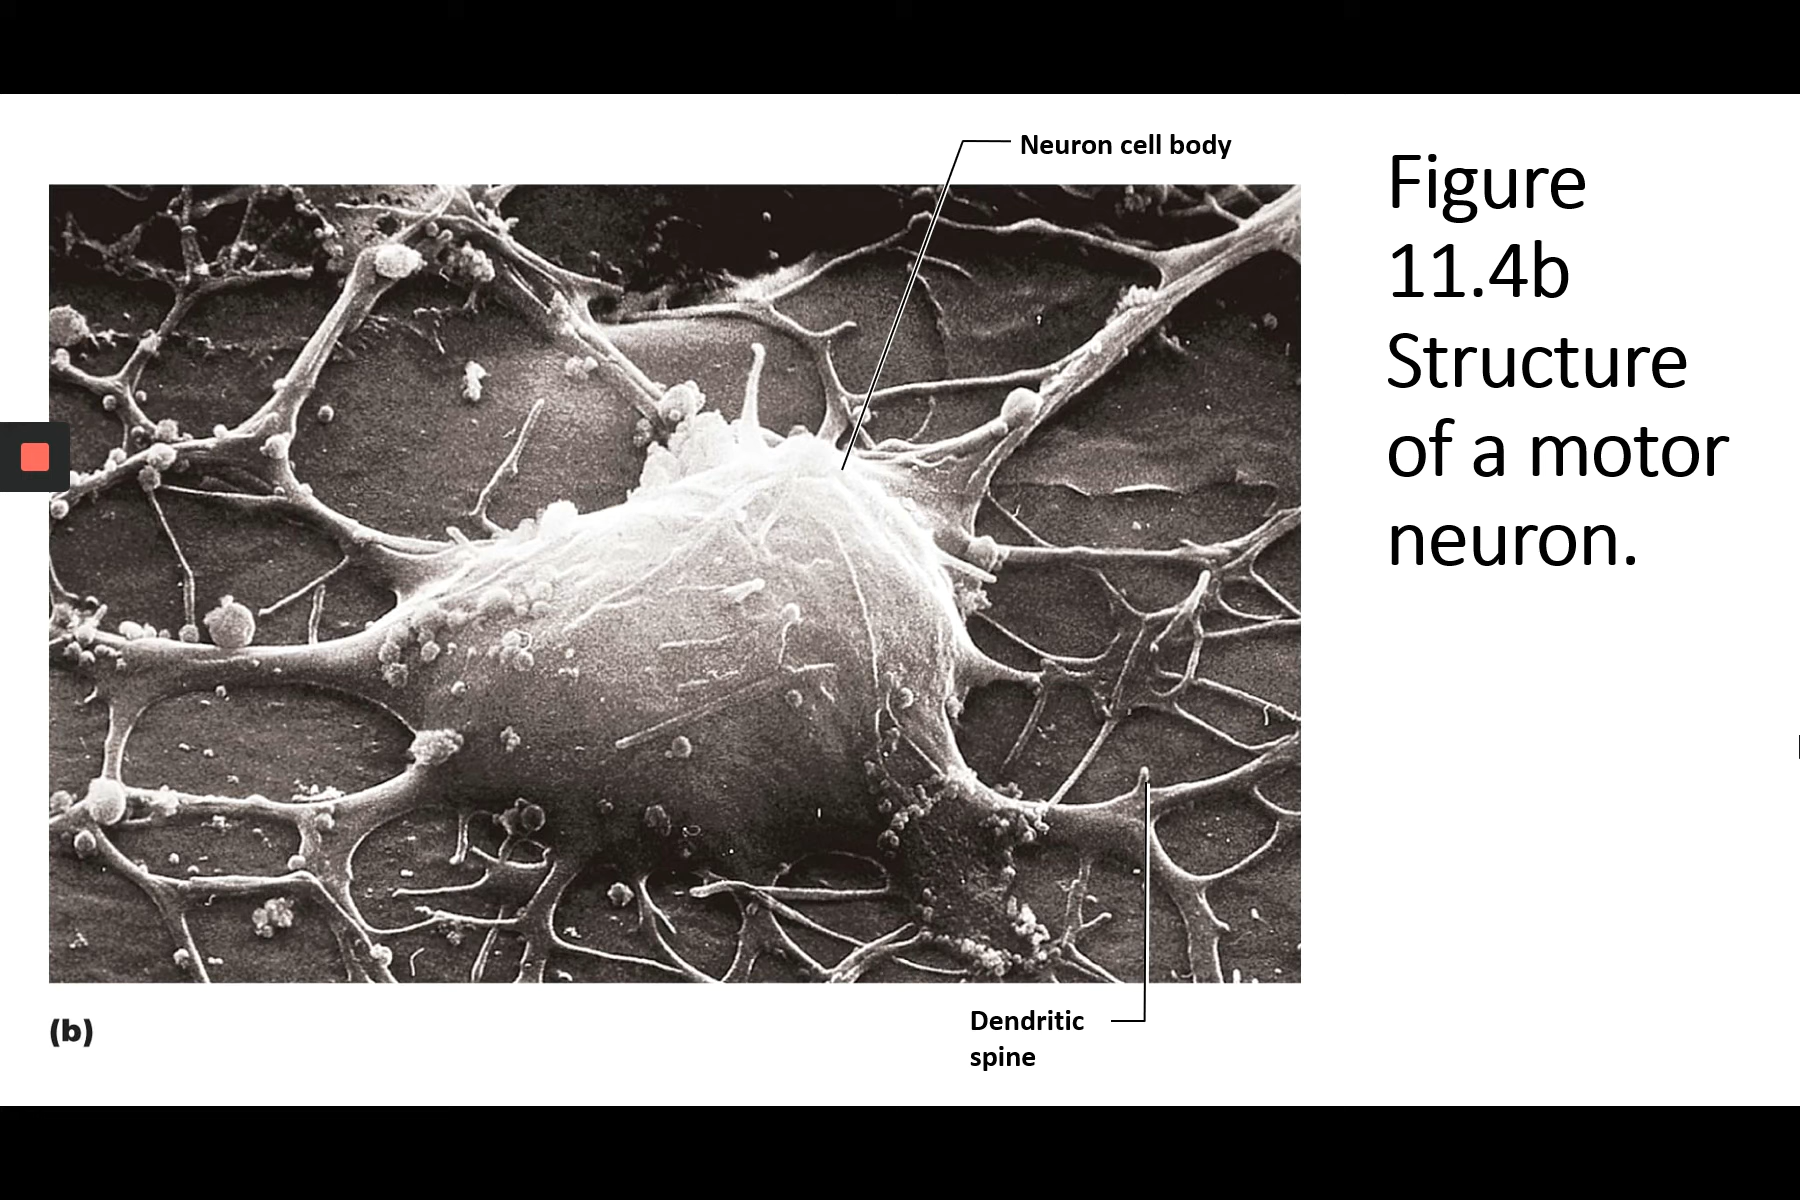 Neuron cell body
Figure
11.4b
Structure
of a motor
neuron.
Dendritic
spine
(b)